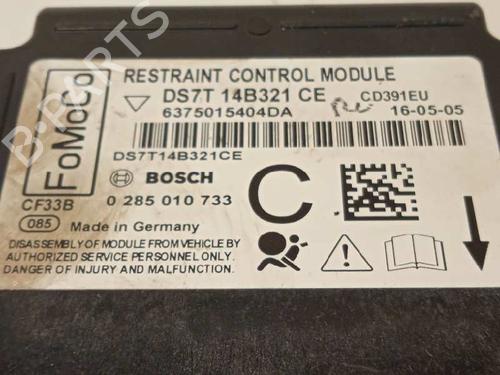 RESTRAINT CONTROL MODULE
DS7T 14B321 CE
CD391EU
6375015404DA
16-05-05
FoMoCo
DS7T14B321CE
BOSCH
C
CF33B
0 285 010 733
085
Made in Germany
DISASSEMBLY OF MODULE FROM VEHICLE BY
AUTHORIZED SERVICE PERSONNEL ONLY.
DANGER OF INJURY AND MALFUNCTION.
B-PARTS